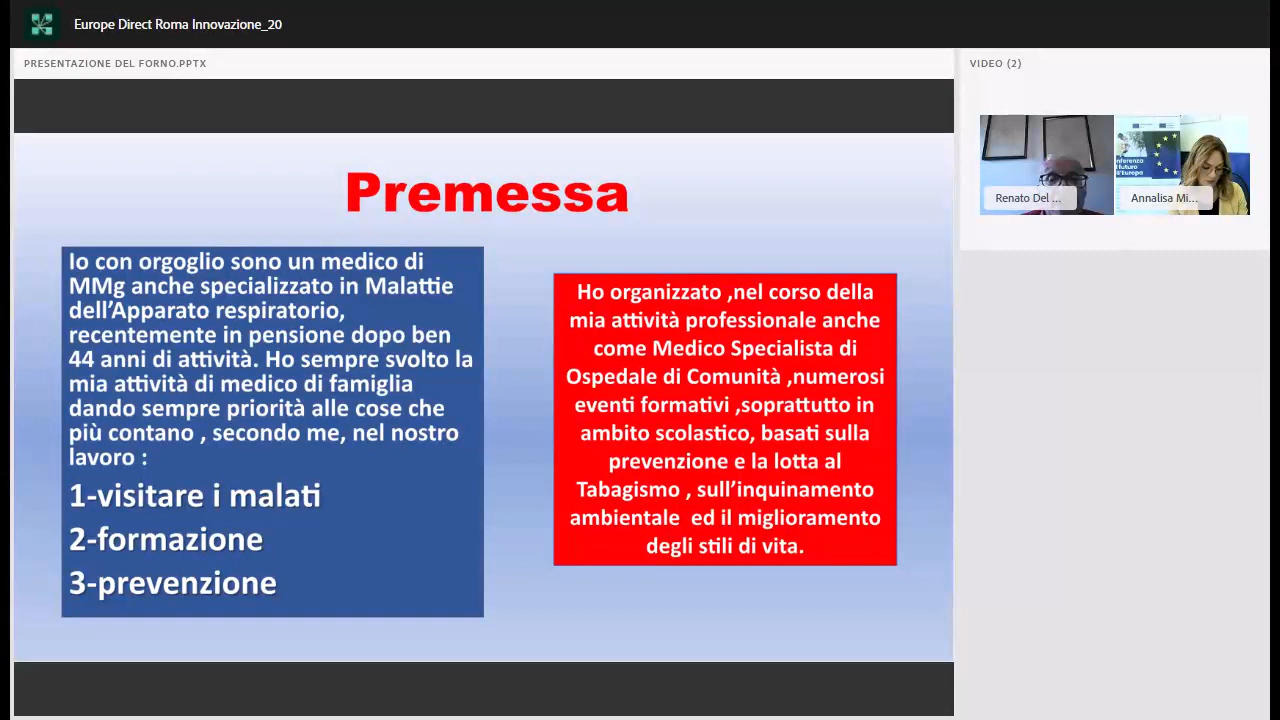 Europe Direct Roma Innovazione_20
PRESENTAZIONE DEL FORNO.PPTX
VIDEO (2)
Premessa
Io con orgoglio sono un medico di
MMg anche specializzato in Malattie
dell’Apparato respiratorio,
recentemente in pensione dopo ben
44 anni di attività. Ho sempre svolto la
mia attività di medico di famiglia
dando sempre priorità alle cose che
più contano , secondo me, nel nostro
lavoro :
1-visitare i malati
2-formazione
3-prevenzione
Ho organizzato ,nel corso della
mia attività professionale anche
come Medico Specialista di
Ospedale di Comunità ,numerosi
eventi formativi ,soprattutto in
ambito scolastico, basati sulla
prevenzione e la lotta al
Tabagismo , sull’inquinamento
ambientale ed il miglioramento
degli stili di vita.
Renato Del ...
Annalisa Mi...